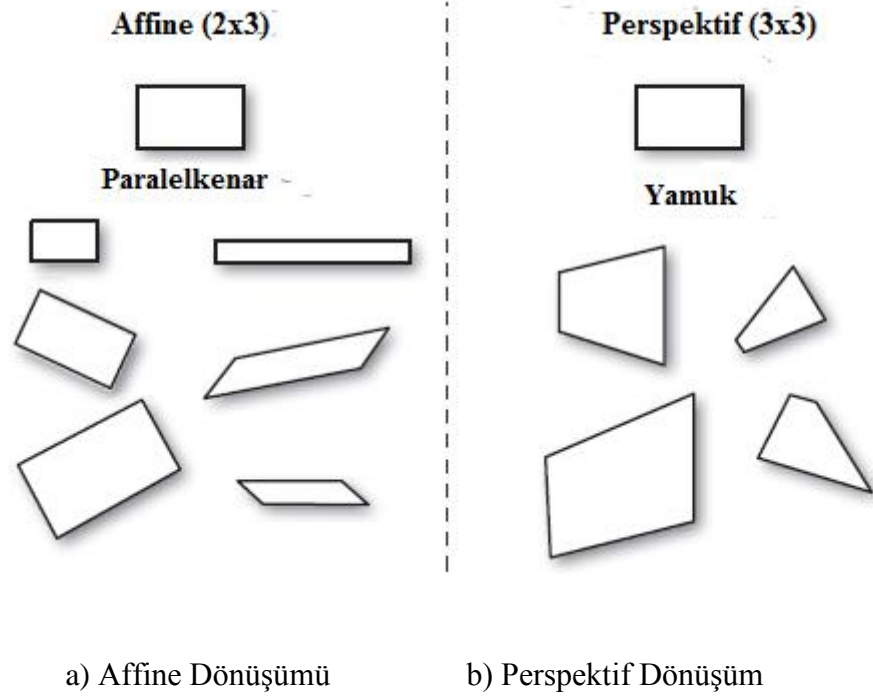 Affine (2x3)
Perspektif (3x3)
Paralelkenar
Yamuk
a) Affine Dönüşümü
b) Perspektif Dönüşüm